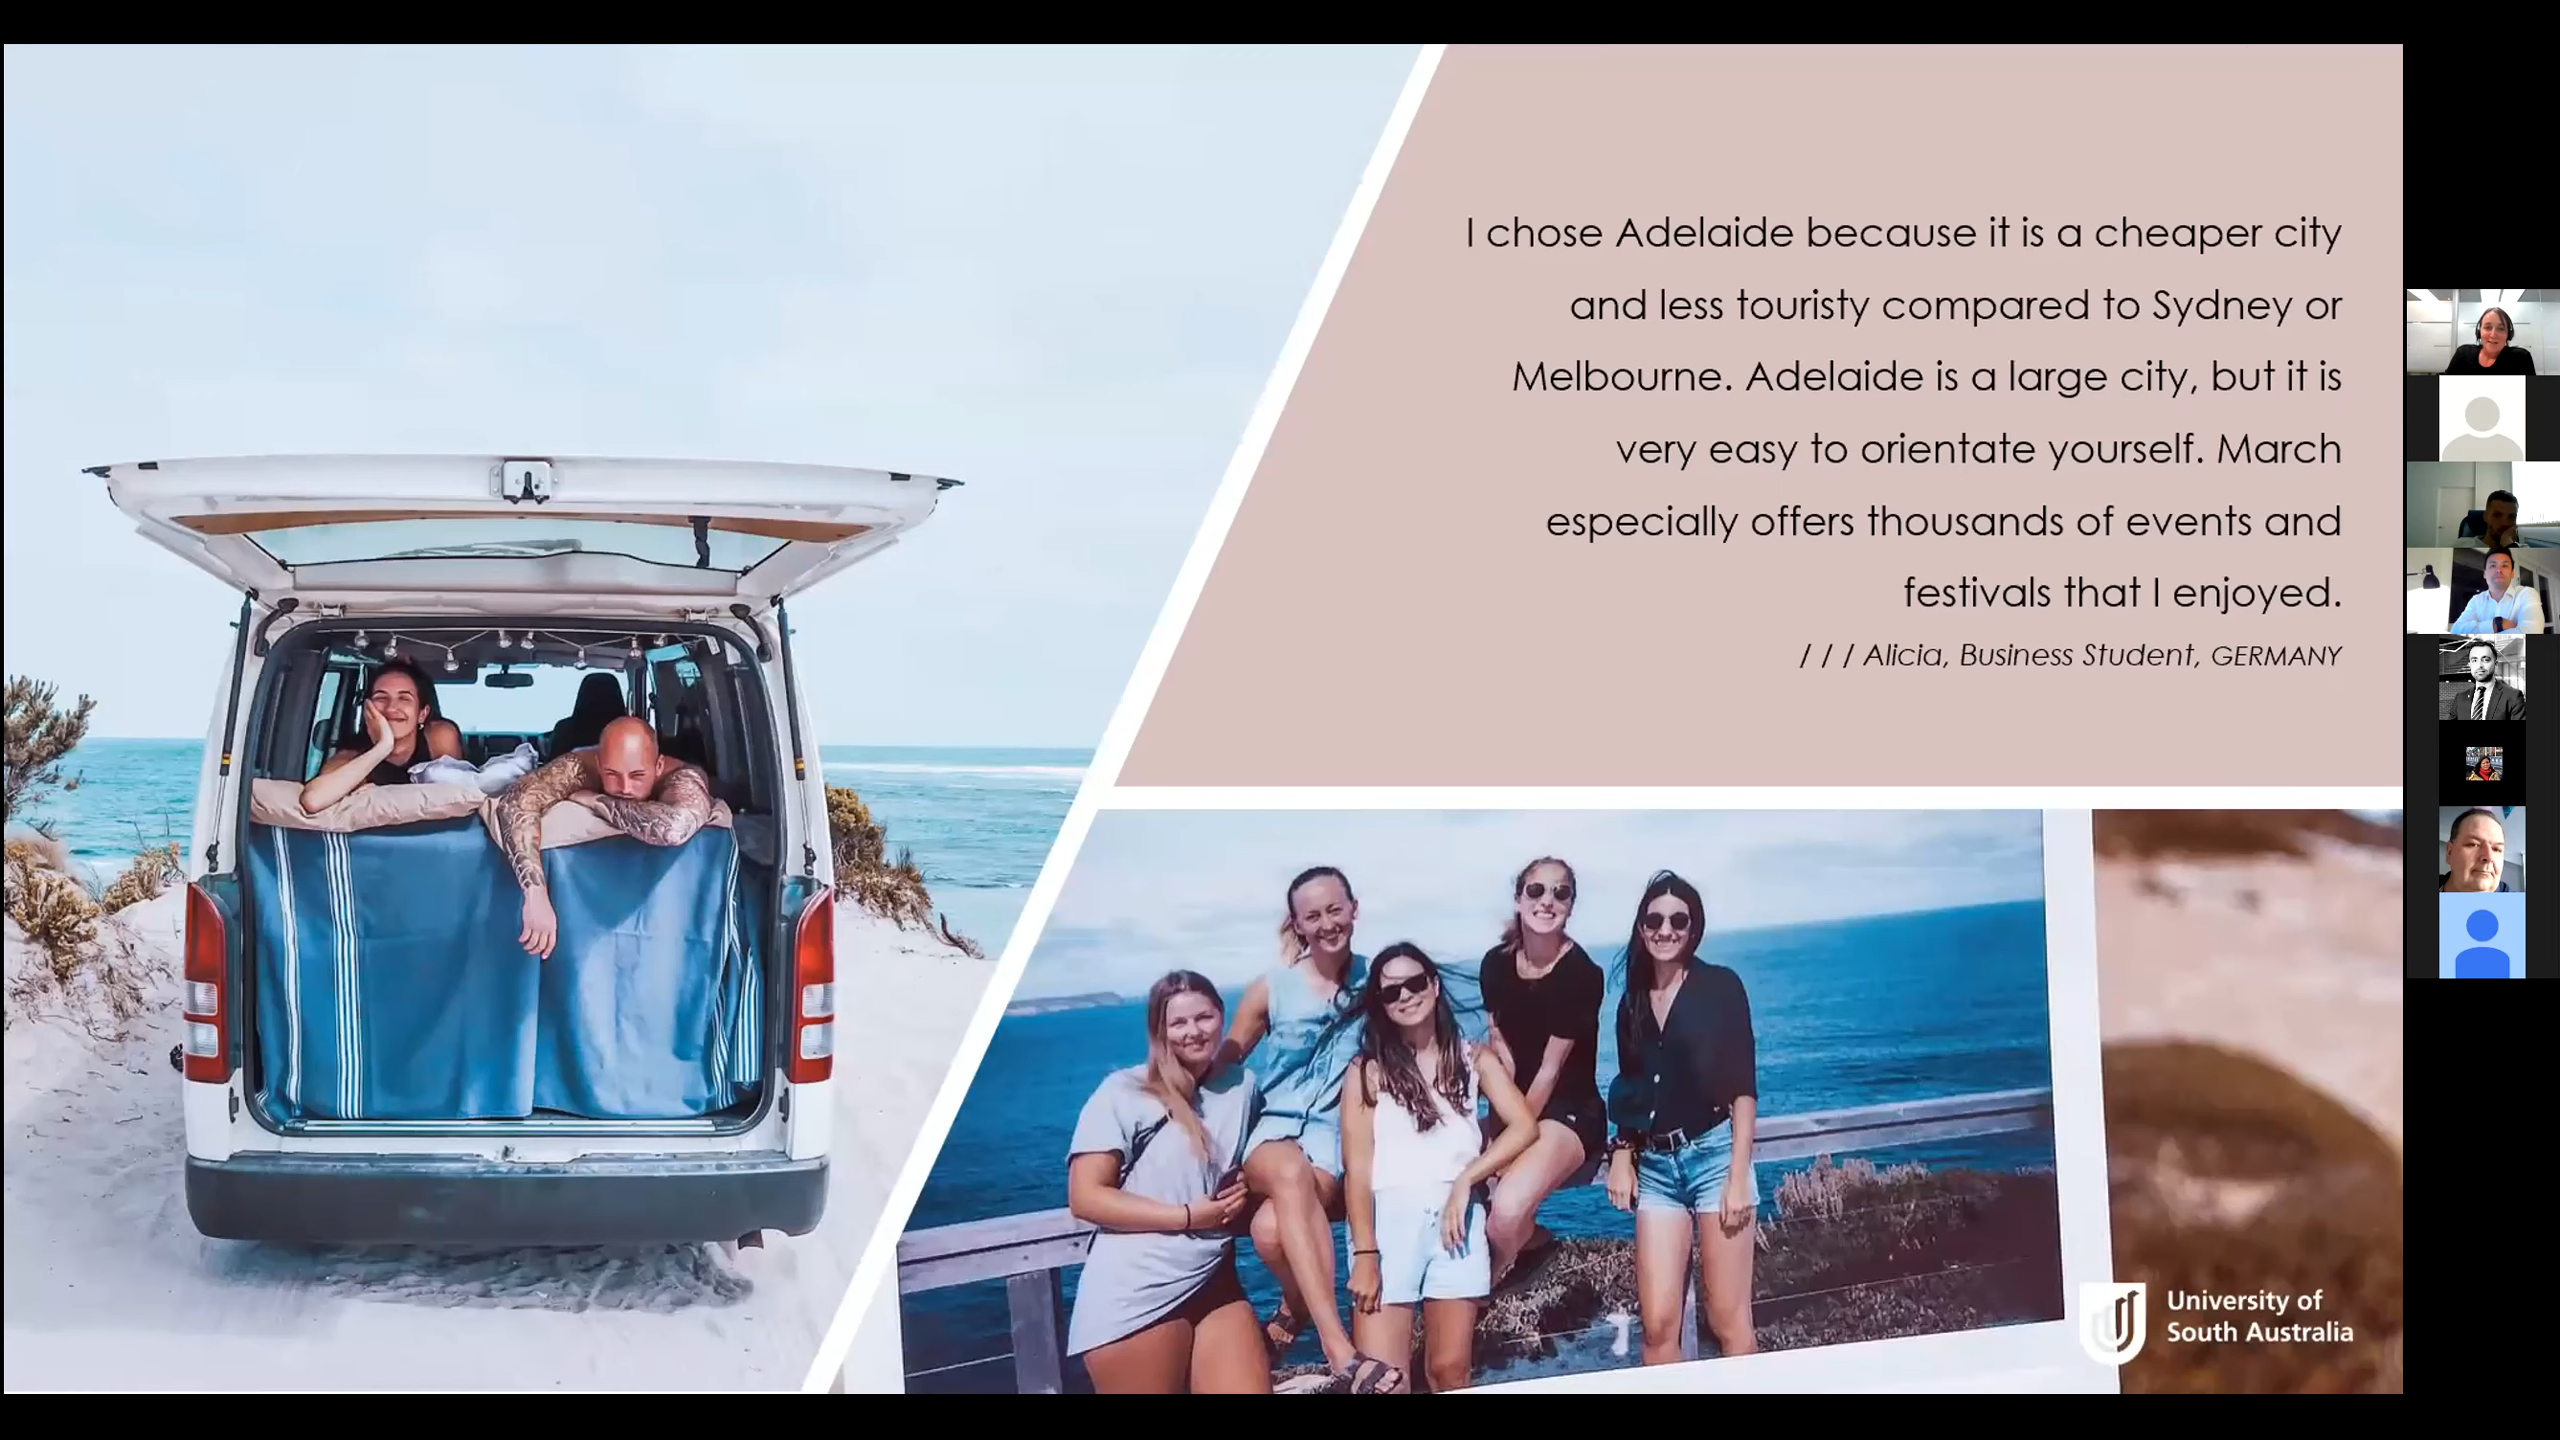 I chose Adelaide because it is a cheaper city
and less touristy compared to Sydney or
Melbourne. Adelaide is a large city, but it is
very easy to orientate yourself. March
especially offers thousands of events and
festivals that I enjoyed.
/ / / Alicia, Business Student, GERMANY
University of
South Australia